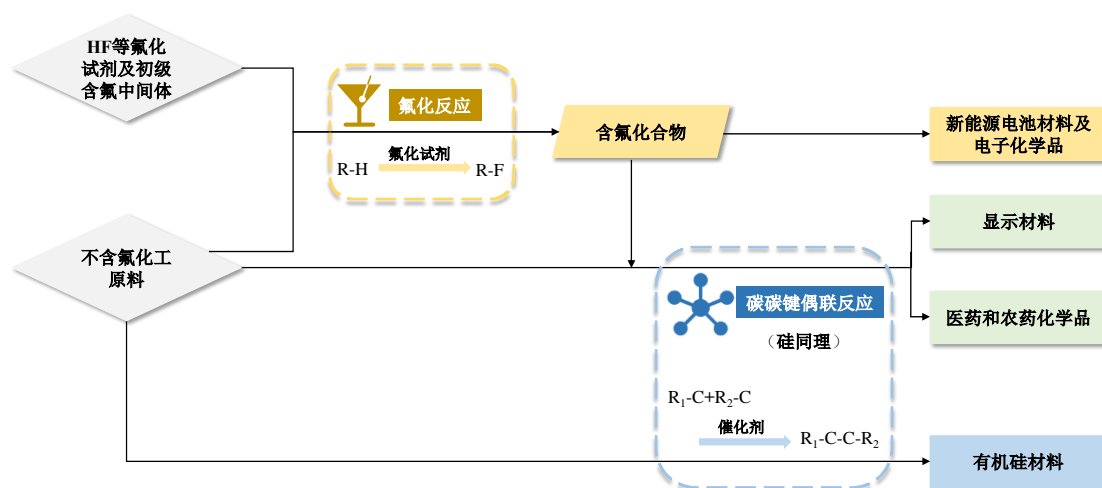 HF等氟化
试剂及初级
含氟中间体
氟化反应
氟化试剂
R-H
R-F
含氟化合物
新能源电池材料及
电子化学品
不含氟化工
原料
显示材料
碳碳键偶联反应
（硅同理）
医药和农药化学品
R₁-C+R₂-C
催化剂
R₁-C-C-R₂
有机硅材料